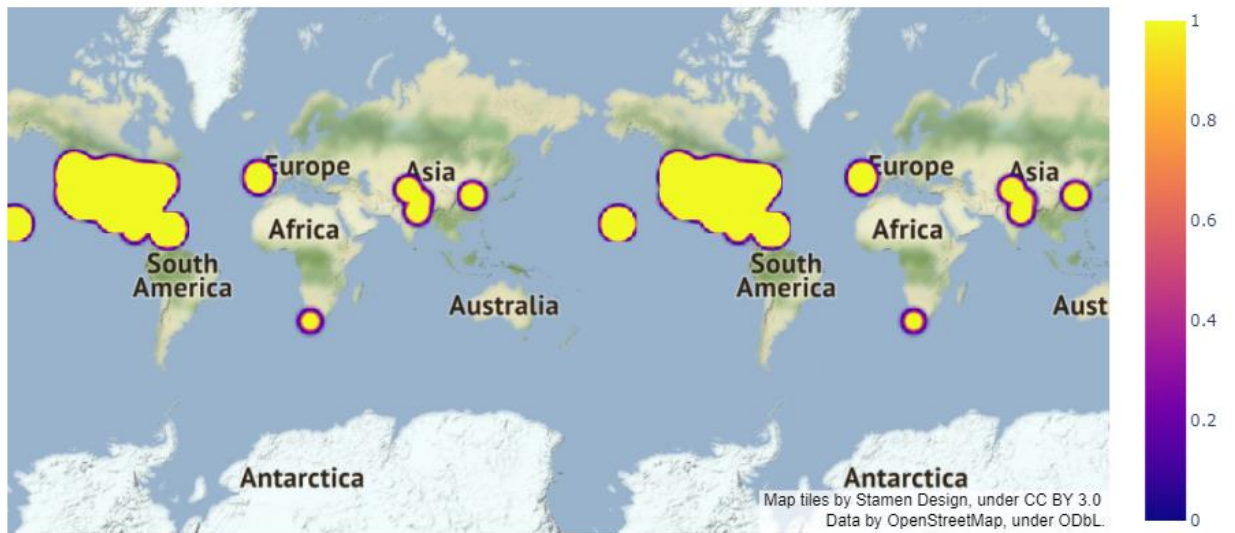 Europe
Asia
Africa
South
America
Australia
Antarctica
Europe
Asia
Africa
South
America
Aust
Antarctica
Map tiles by Stamen Design, under CC BY 3.0
Data by OpenStreetMap, under ODbL.
1
0.8
0.6
0.4
0.2
0